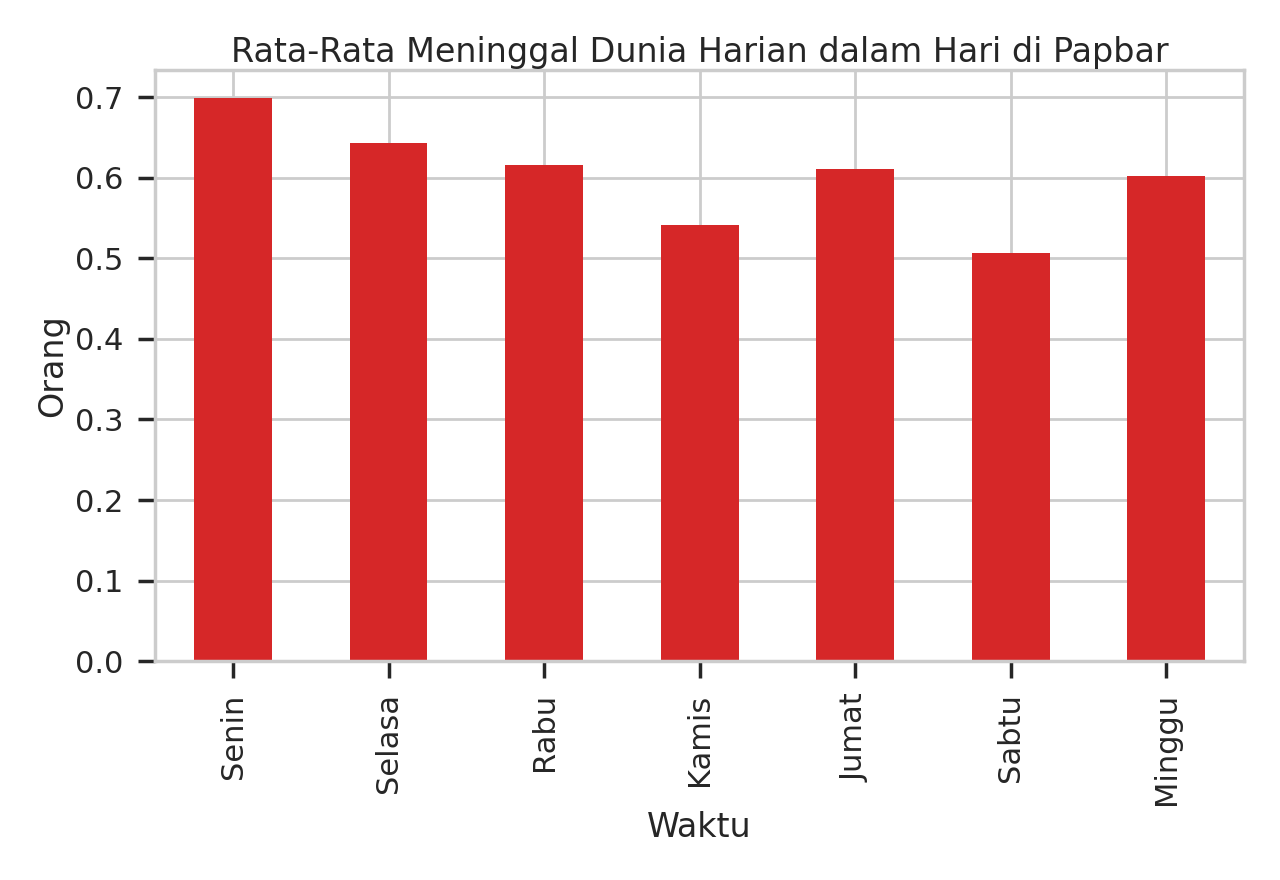 Rata-Rata Meninggal Dunia Harian dalam Hari di Papbar
0.7
0.6
0.5
0.4
0.3
0.2
0.1
0.0
Orang
Senin
Selasa
Rabu
Kamis
Jumat
Sabtu
Minggu
Waktu